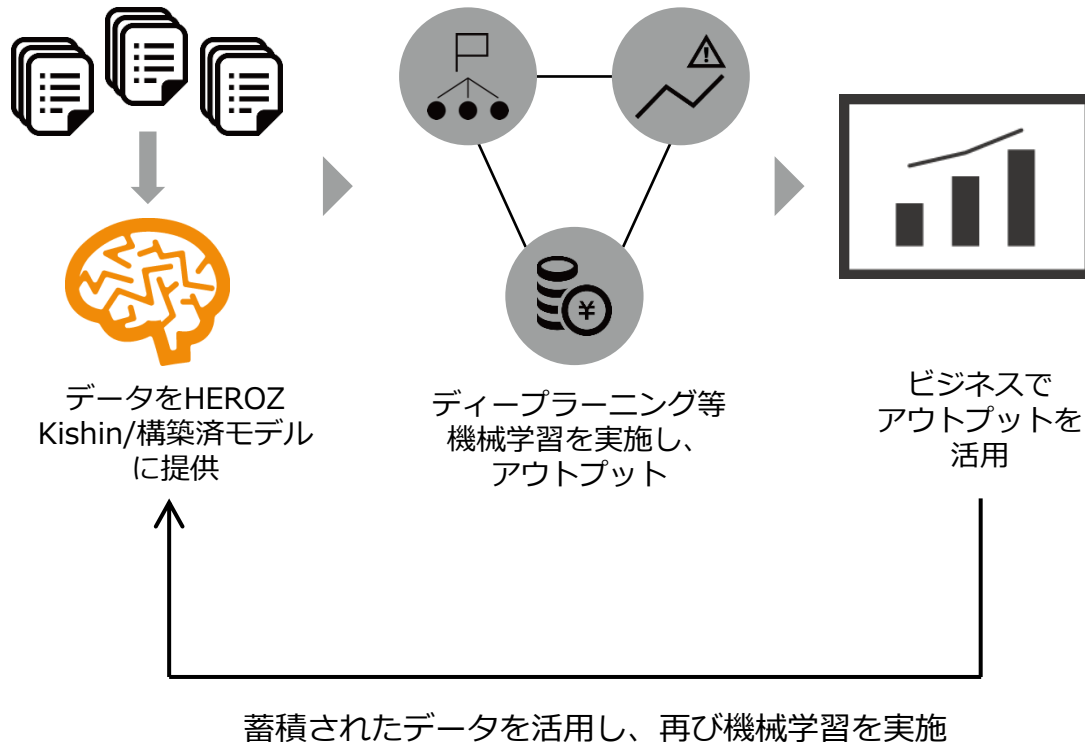 データをHEROZ
Kishin/構築済モデル
に提供
ディープラーニング等
機械学習を実施し、
アウトプット
ビジネスで
アウトプットを
活用
¥
蓄積されたデータを活用し、再び機械学習を実施